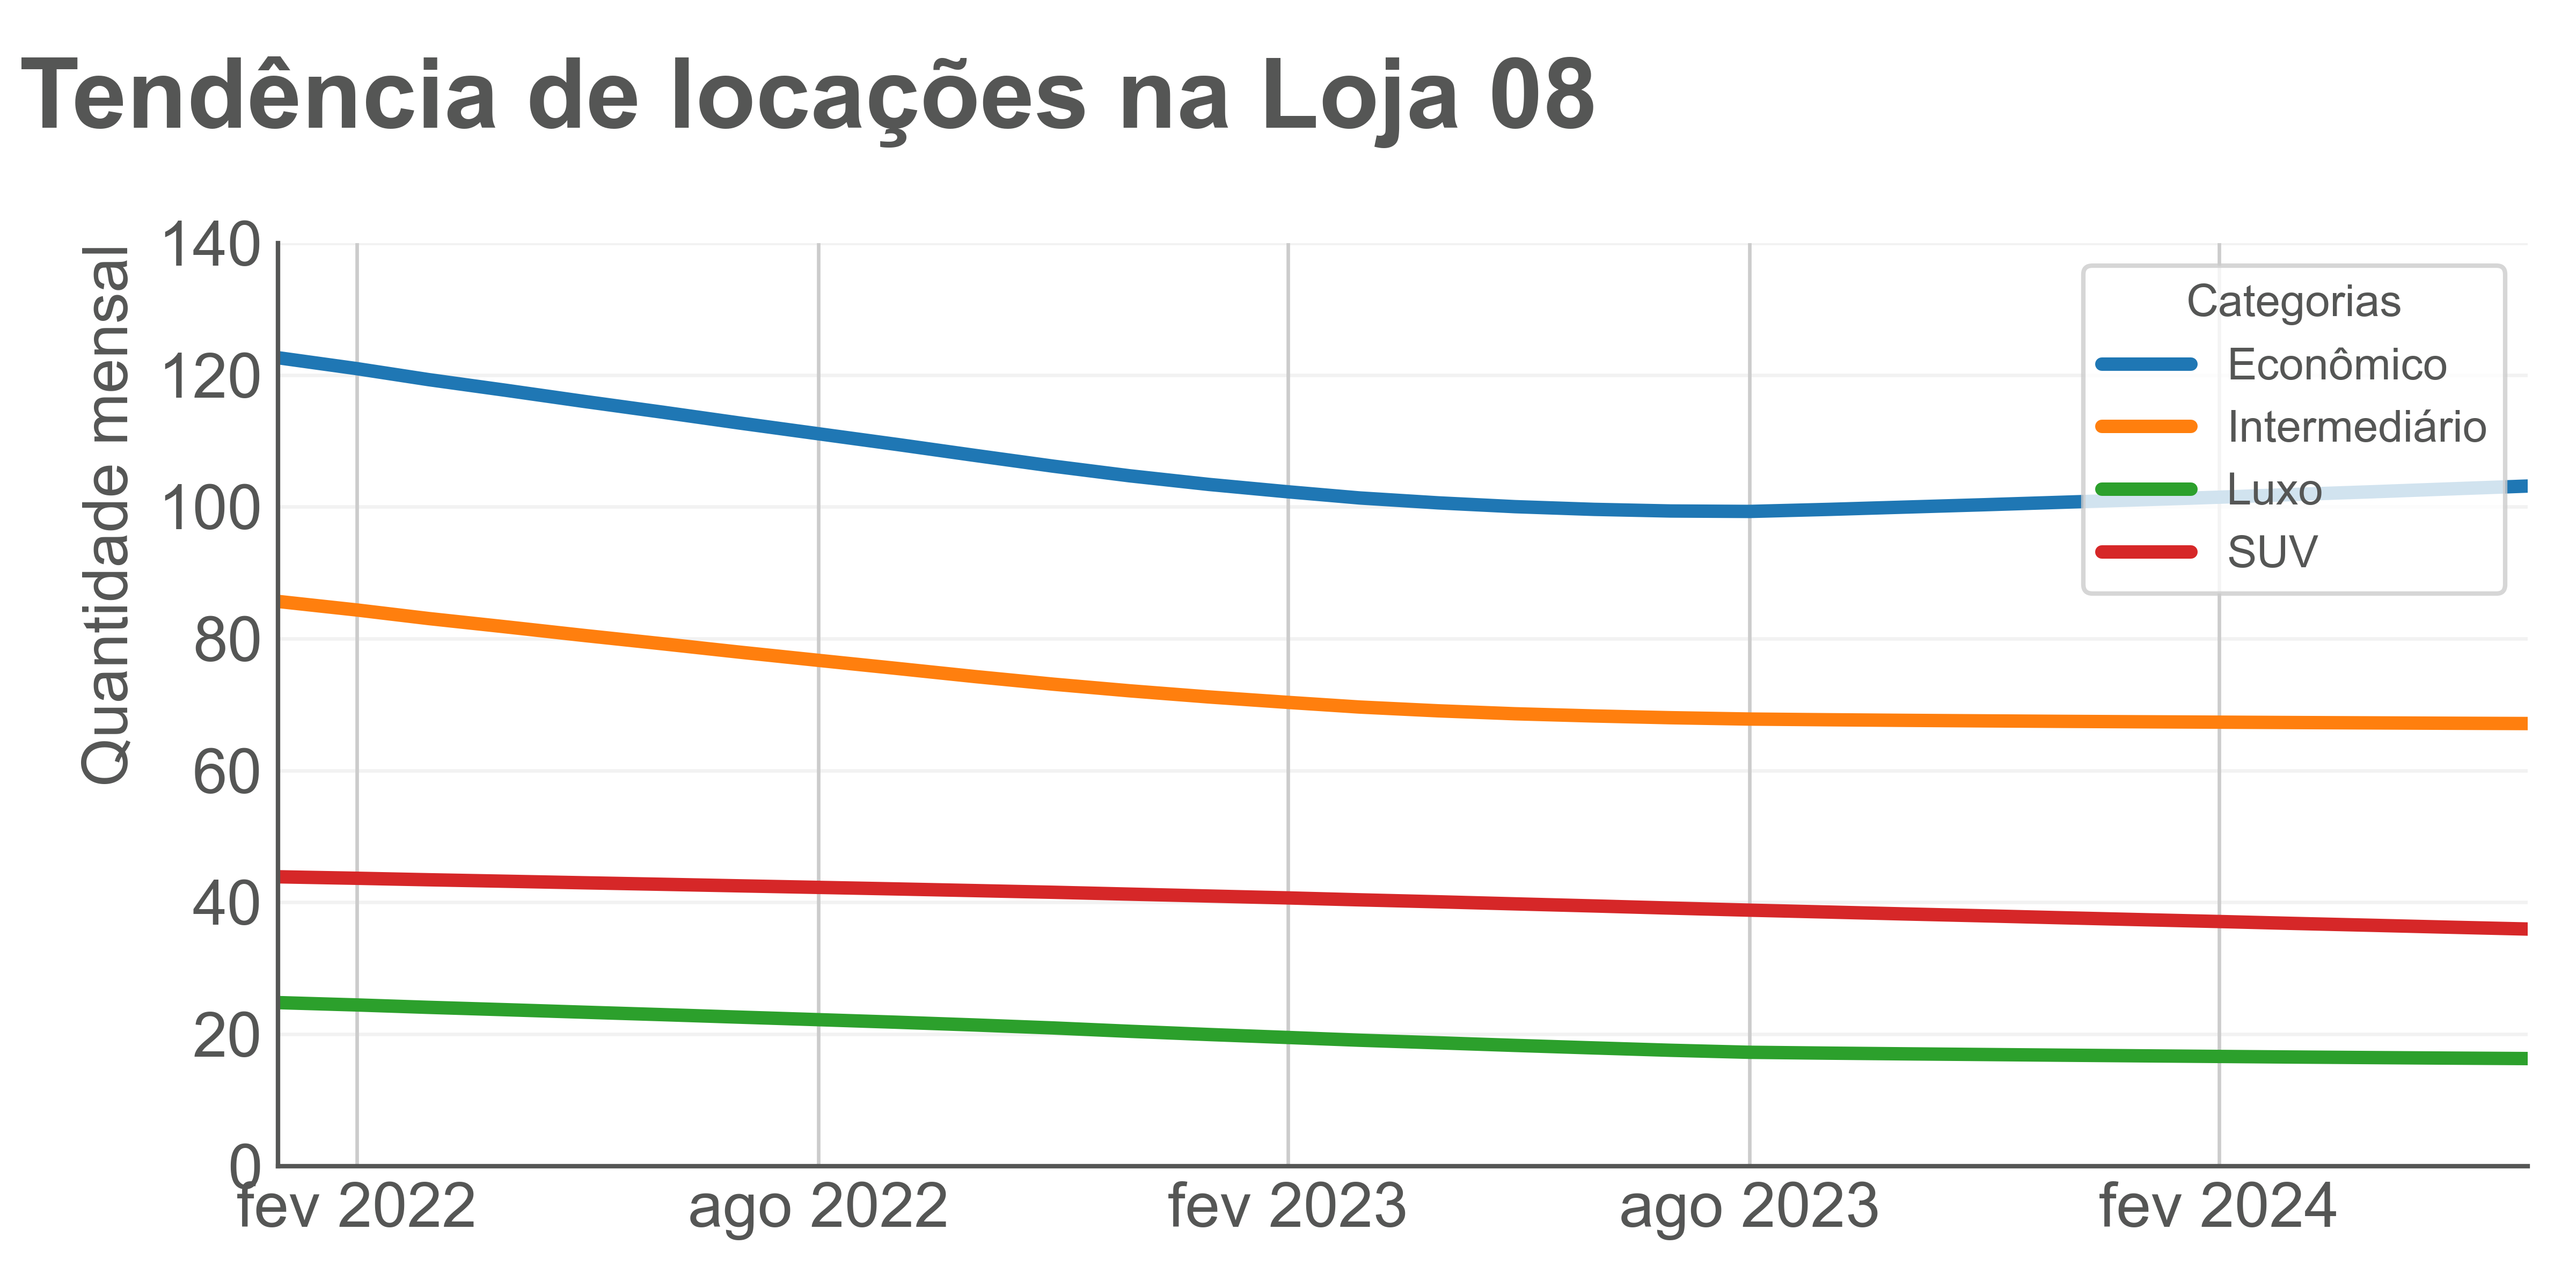 Tendência de locações na Loja 08
Quantidade mensal
140
120
100
80
60
40
20
0
Categorias
Econômico
Intermediário
Luxo
SUV
fev 2022
ago 2022
fev 2023
ago 2023
fev 2024